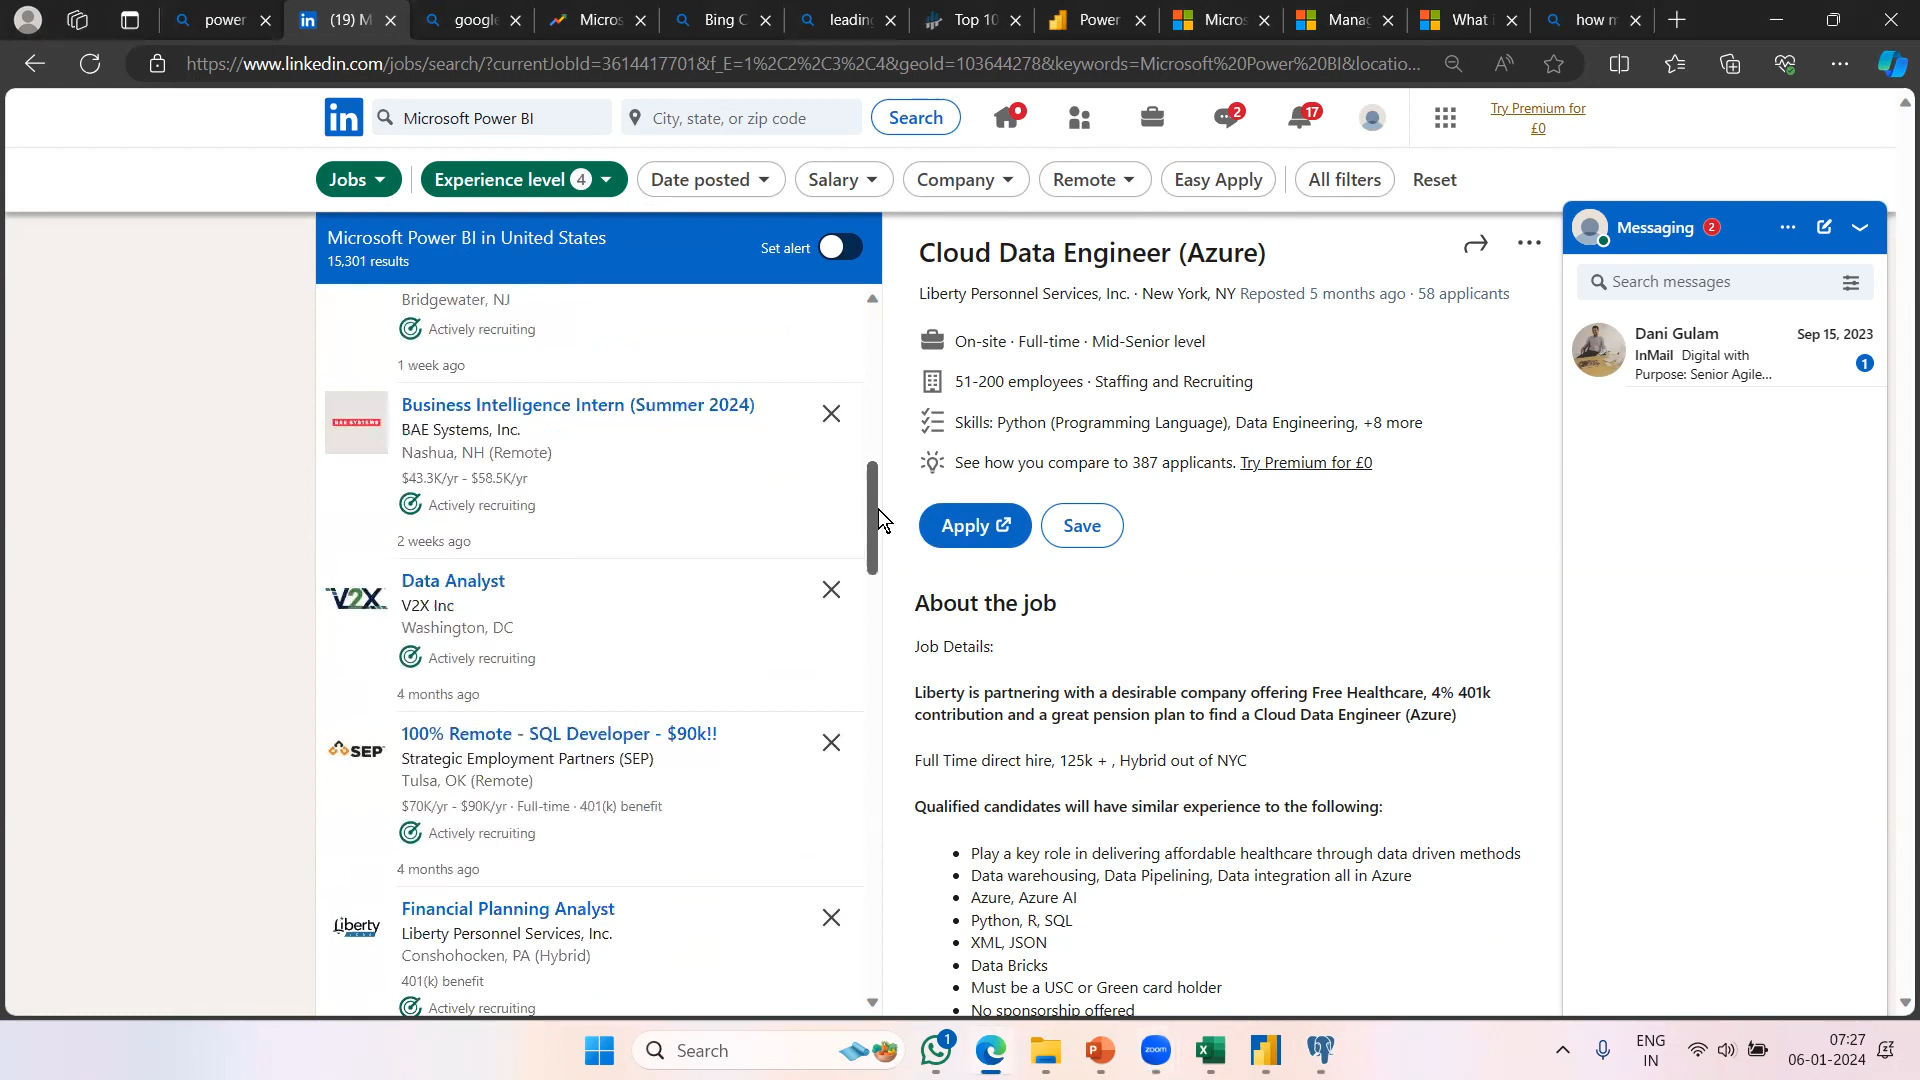 power
(19) M
google
Micros
Bing C
leading
Top 10
Power
Micros
Manag
What i
how m
https://www.linkedin.com/jobs/search/?currentJobId=3614417701&f_E=1%2C2%2C3%2C4&geoId=103644278&keywords=Microsoft%20Power%20BI&locatio...
in
Microsoft Power BI
City, state, or zip code
Search
2
17
Try Premium for
£0
Jobs
Experience level 4
Date posted
Salary
Company
Remote
Easy Apply
All filters
Reset
Microsoft Power BI in United States
15,301 results
Set alert
Bridgewater, NJ
Actively recruiting
1 week ago
BAE SYSTEMS
Business Intelligence Intern (Summer 2024)
BAE Systems, Inc.
Nashua, NH (Remote)
$43.3K/yr - $58.5K/yr
Actively recruiting
2 weeks ago
V2X
Data Analyst
V2X Inc
Washington, DC
Actively recruiting
4 months ago
SEP
100% Remote - SQL Developer - $90k!!
Strategic Employment Partners (SEP)
Tulsa, OK (Remote)
$70K/yr - $90K/yr · Full-time · 401(k) benefit
Actively recruiting
4 months ago
Liberty
Financial Planning Analyst
Liberty Personnel Services, Inc.
Conshohocken, PA (Hybrid)
401(k) benefit
Actively recruiting
Cloud Data Engineer (Azure)
Liberty Personnel Services, Inc. · New York, NY Reposted 5 months ago · 58 applicants
On-site · Full-time · Mid-Senior level
51-200 employees · Staffing and Recruiting
Skills: Python (Programming Language), Data Engineering, +8 more
See how you compare to 387 applicants. Try Premium for £0
Apply
Save
About the job
Job Details:
Liberty is partnering with a desirable company offering Free Healthcare, 4% 401k
contribution and a great pension plan to find a Cloud Data Engineer (Azure)
Full Time direct hire, 125k + , Hybrid out of NYC
Qualified candidates will have similar experience to the following:
• Play a key role in delivering affordable healthcare through data driven methods
• Data warehousing, Data Pipelining, Data integration all in Azure
• Azure, Azure AI
• Python, R, SQL
• XML, JSON
• Data Bricks
• Must be a USC or Green card holder
• No sponsorship offered
Messaging 2
Search messages
Dani Gulam
Sep 15, 2023
InMail Digital with
Purpose: Senior Agile...
1
Search
1
zoom
ENG
IN
07:27
06-01-2024